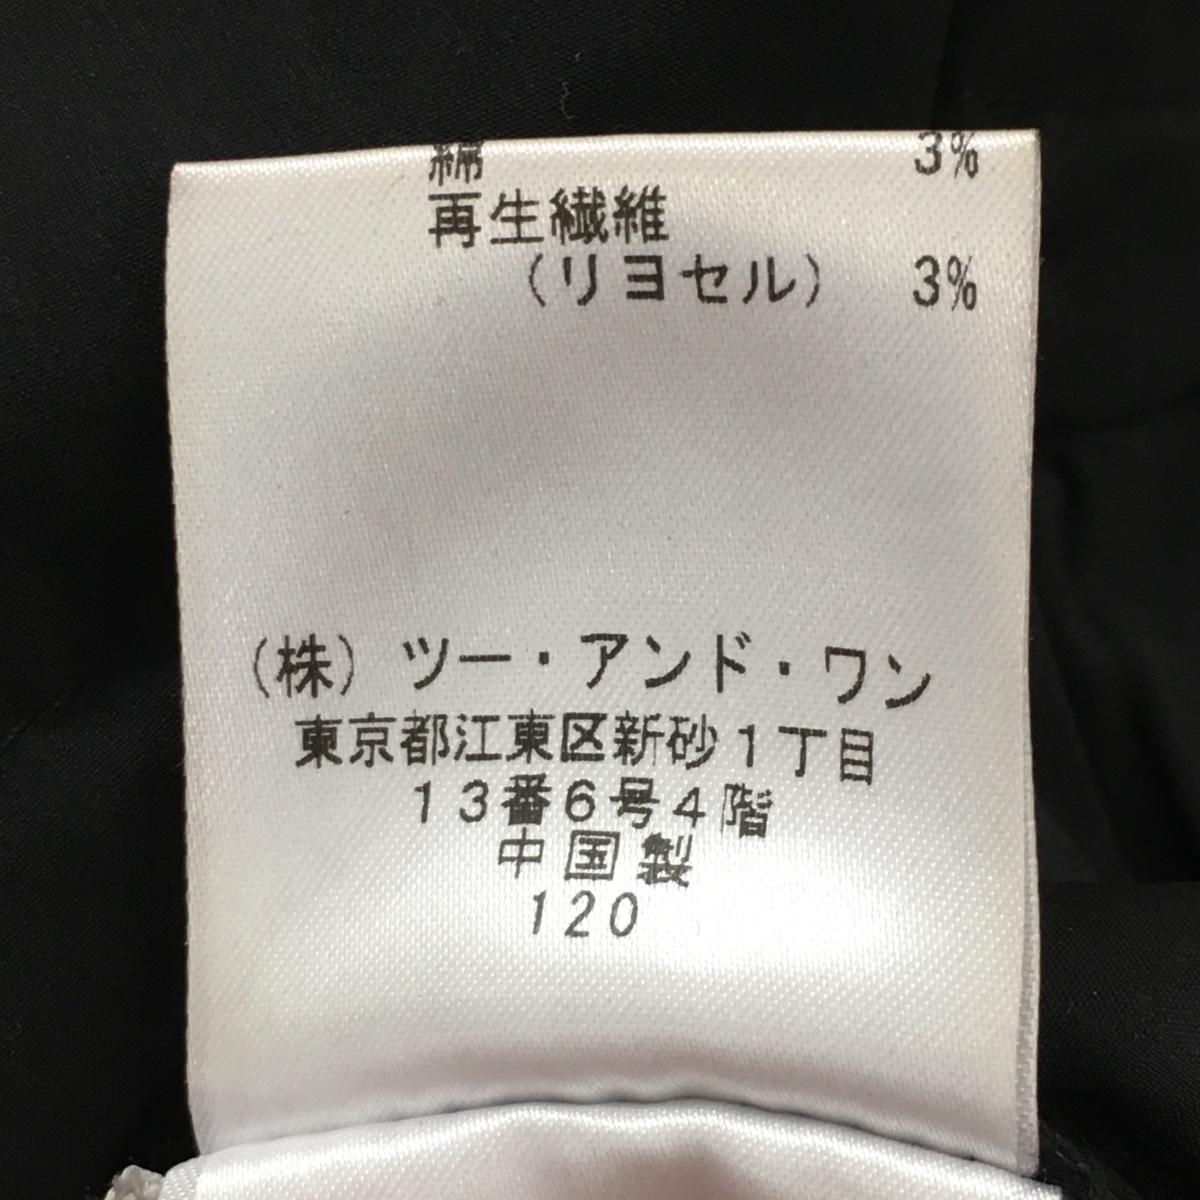 綿 3%
再生繊維
(リヨセル) 3%
(株) ツー・アンド・ワン
東京都江東区新砂1丁目
13番6号4階
中国製
120